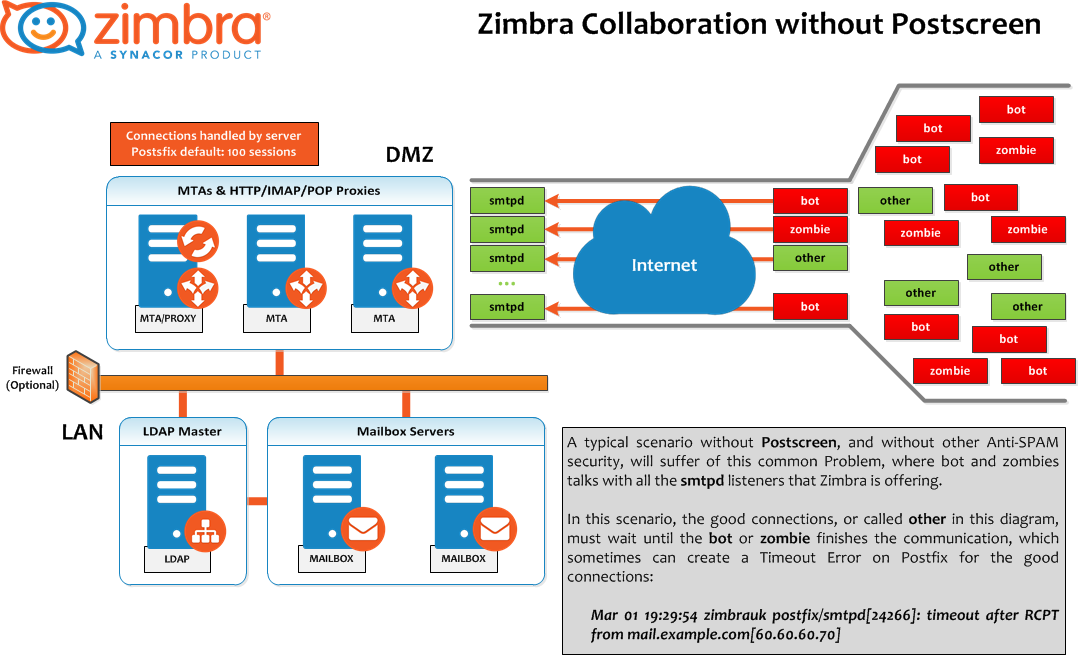 zimbra®
A SYNACOR PRODUCT
Zimbra Collaboration without Postscreen
Connections handled by server
Postsfix default: 100 sessions
DMZ
MTAs & HTTP/IMAP/POP Proxies
MTA/PROXY
MTA
MTA
smtpd
smtpd
smtpd
...
smtpd
Internet
bot
zombie
other
bot
bot
bot
zombie
bot
other
bot
zombie
zombie
other
other
other
bot
bot
zombie
bot
Firewall
(Optional)
LAN
LDAP Master
LDAP
Mailbox Servers
MAILBOX
MAILBOX
A typical scenario without Postscreen, and without other Anti-SPAM
security, will suffer of this common Problem, where bot and zombies
talks with all the smtpd listeners that Zimbra is offering.
In this scenario, the good connections, or called other in this diagram,
must wait until the bot or zombie finishes the communication, which
sometimes can create a Timeout Error on Postfix for the good
connections:
Mar 01 19:29:54 zimbrauk postfix/smtpd[24266]: timeout after RCPT
from mail.example.com[60.60.60.70]